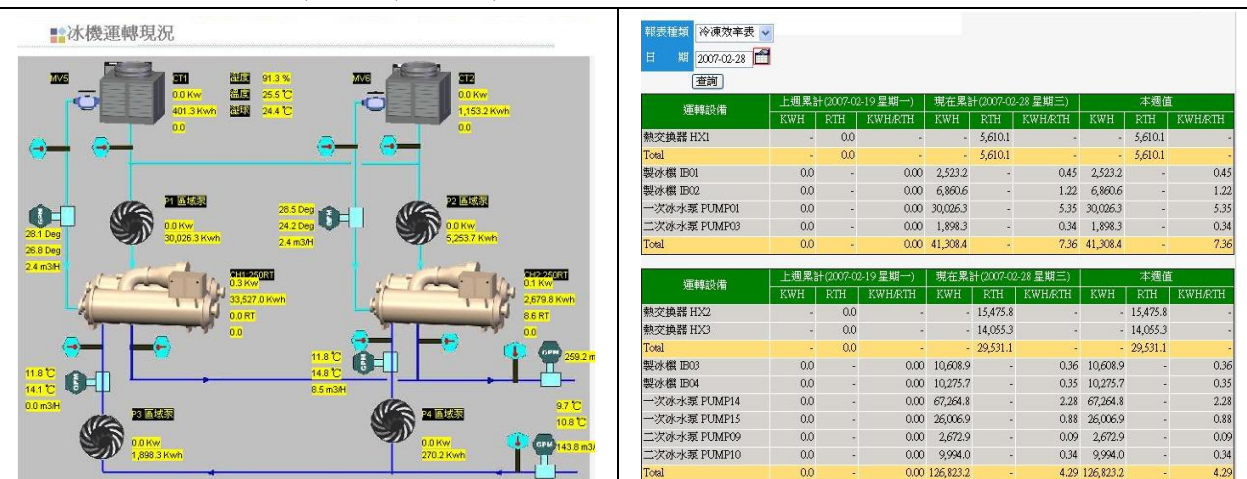 冰機運轉現況
MV5
CT1
0.0 Kw
401.3 Kwh
0.0
濕度 91.3 %
溫度 25.5 ℃
濕球 24.4 ℃
MV6
CT2
0.0 Kw
1,153.2 Kwh
0.0
P1 區域泵
0.0 Kw
30,026.3 Kwh
GPM
28.1 Deg
26.8 Deg
2.4 m3/H
28.5 Deg
24.2 Deg
2.4 m3/H
GPM
P2 區域泵
0.0 Kw
5,253.7 Kwh
CH1:250RT
0.3 Kw
33,527.0 Kwh
0.0 RT
0.0
CH2:250RT
0.1 Kw
2,679.8 Kwh
8.6 RT
0.0
11.8 ℃
14.1 ℃
0.0 m3/H
GPM
11.8 ℃
14.8 ℃
8.5 m3/H
GPM
GPM
259.2 m
P3 區域泵
0.0 Kw
1,898.3 Kwh
P4 區域泵
0.0 Kw
270.2 Kwh
9.7 ℃
10.8 ℃
GPM
143.8 m3/
報表種類 冷凍效率表
日 期 2007-02-28
查詢
運轉設備 上週累計(2007-02-19 星期一) 現在累計(2007-02-28 星期三) 本週值
KWH RTH KWH/RTH KWH RTH KWH/RTH KWH RTH KWH/RTH
熱交換器 HX1 - 0.0 - - 5,610.1 - - 5,610.1 -
Total - 0.0 - - 5,610.1 - - 5,610.1 -
製冰機 IB01 0.0 - 0.00 2,523.2 - 0.45 2,523.2 - 0.45
製冰機 IB02 0.0 - 0.00 6,860.6 - 1.22 6,860.6 - 1.22
一次冰水泵 PUMP01 0.0 - 0.00 30,026.3 - 5.35 30,026.3 - 5.35
二次冰水泵 PUMP03 0.0 - 0.00 1,898.3 - 0.34 1,898.3 - 0.34
Total 0.0 - 0.00 41,308.4 - 7.36 41,308.4 - 7.36
運轉設備 上週累計(2007-02-19 星期一) 現在累計(2007-02-28 星期三) 本週值
KWH RTH KWH/RTH KWH RTH KWH/RTH KWH RTH KWH/RTH
熱交換器 HX2 - 0.0 - - 15,475.8 - - 15,475.8 -
熱交換器 HX3 - 0.0 - - 14,055.3 - - 14,055.3 -
Total - 0.0 - - 29,531.1 - - 29,531.1 -
製冰機 IB03 0.0 - 0.00 10,608.9 - 0.36 10,608.9 - 0.36
製冰機 IB04 0.0 - 0.00 10,275.7 - 0.35 10,275.7 - 0.35
一次冰水泵 PUMP14 0.0 - 0.00 67,264.8 - 2.28 67,264.8 - 2.28
一次冰水泵 PUMP15 0.0 - 0.00 26,006.9 - 0.88 26,006.9 - 0.88
二次冰水泵 PUMP09 0.0 - 0.00 2,672.9 - 0.09 2,672.9 - 0.09
二次冰水泵 PUMP10 0.0 - 0.00 9,994.0 - 0.34 9,994.0 - 0.34
Total 0.0 - 0.00 126,823.2 - 4.29 126,823.2 - 4.29